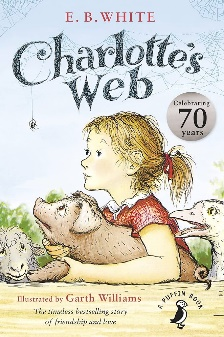 E. B. WHITE
Charlotte's
Web
Celebrating
70
years
Illustrated by Garth Williams
The timeless bestselling story
of friendship and love
A PUFFIN BOOK